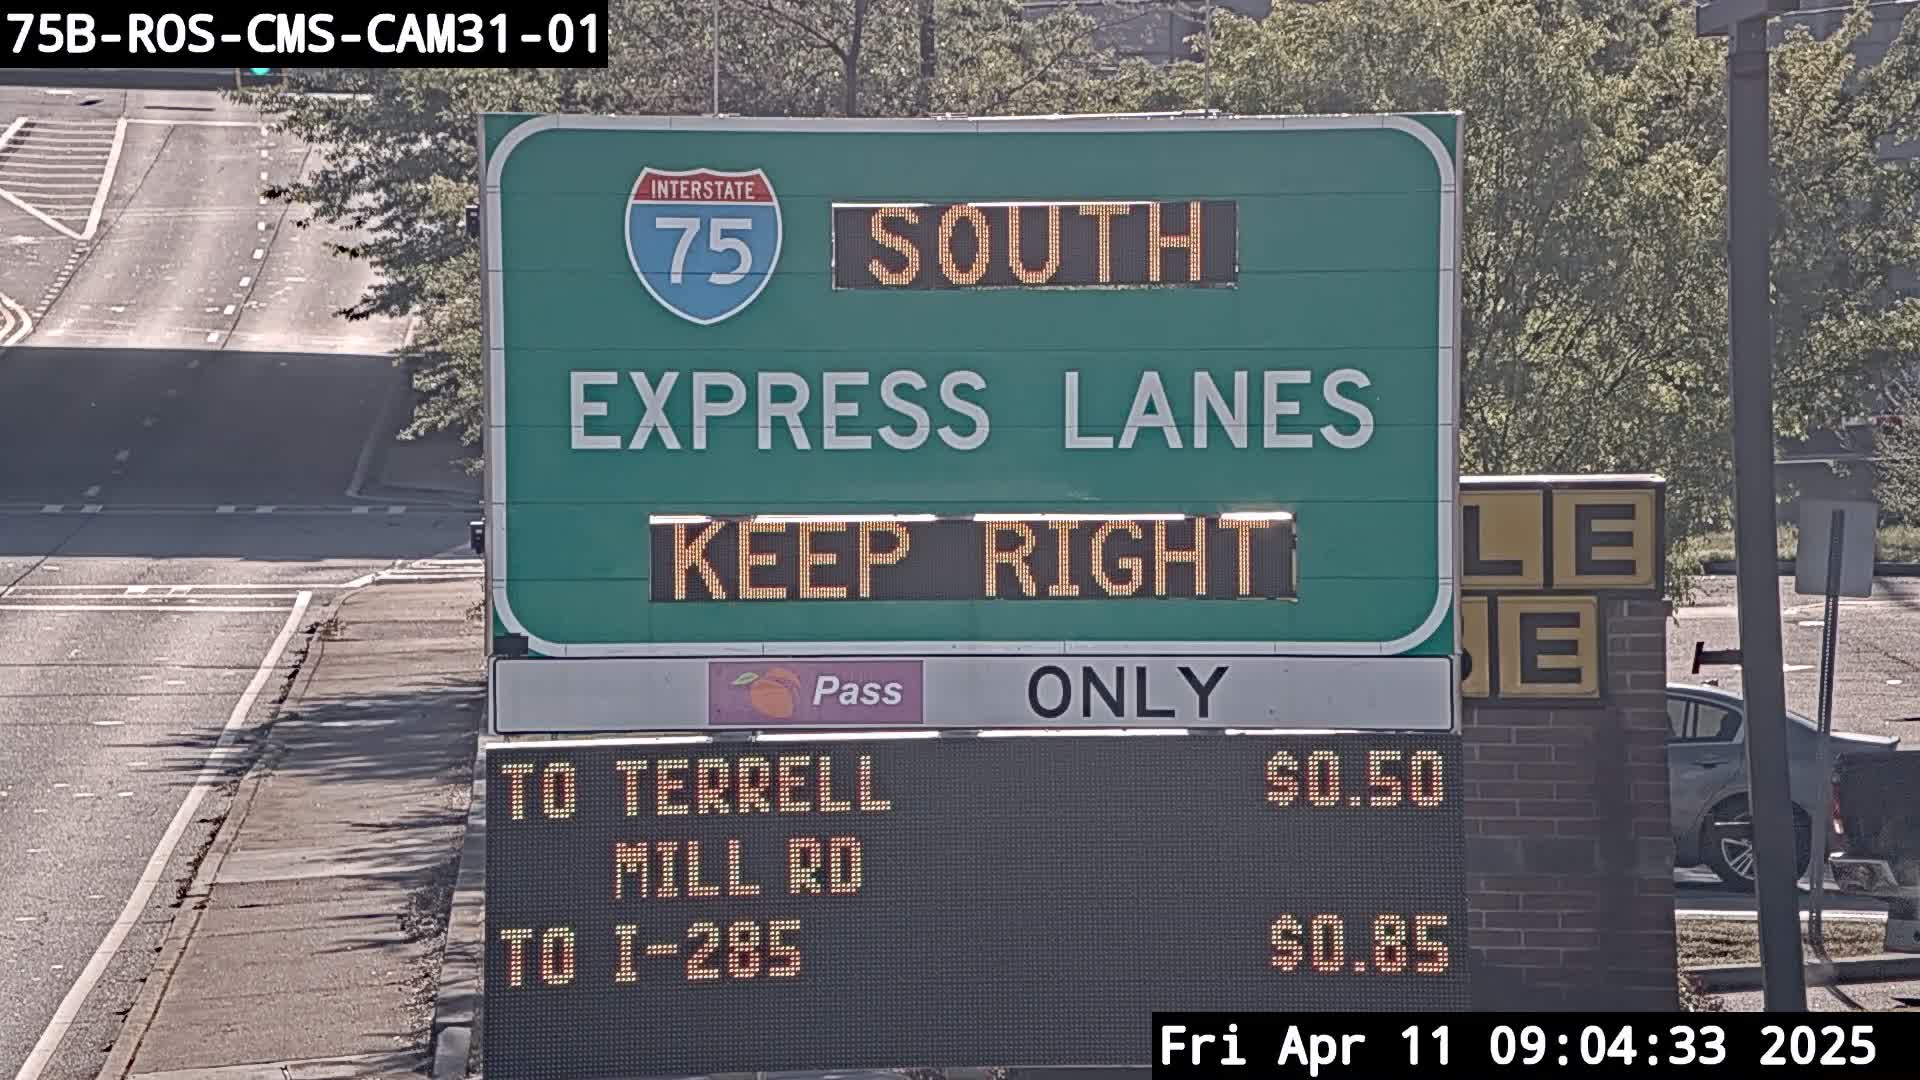 75B-ROS-CMS-CAM31-01
INTERSTATE
75
SOUTH
EXPRESS LANES
KEEP RIGHT
Pass ONLY
TO TERRELL $0.50
MILL RD
TO I-285 $0.85
LE
E
Fri Apr 11 09:04:33 2025